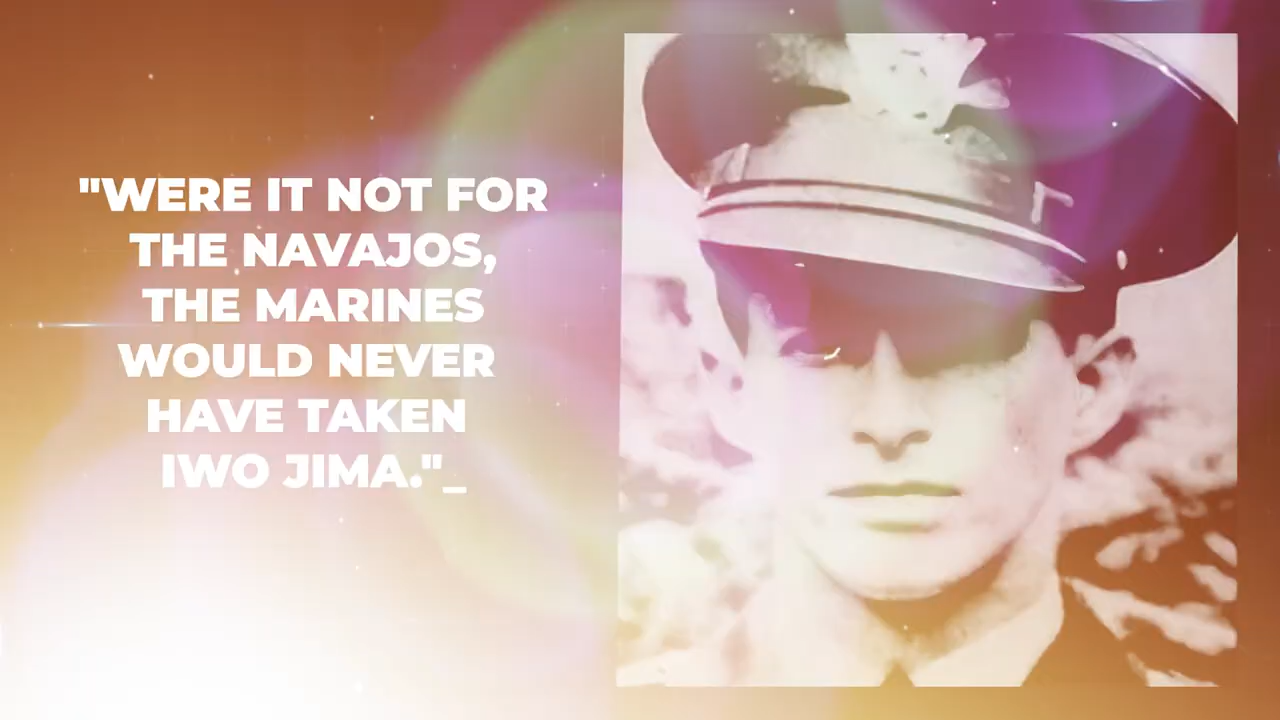 "WERE IT NOT FOR
THE NAVAJOS,
THE MARINES
WOULD NEVER
HAVE TAKEN
IWO JIMA."_